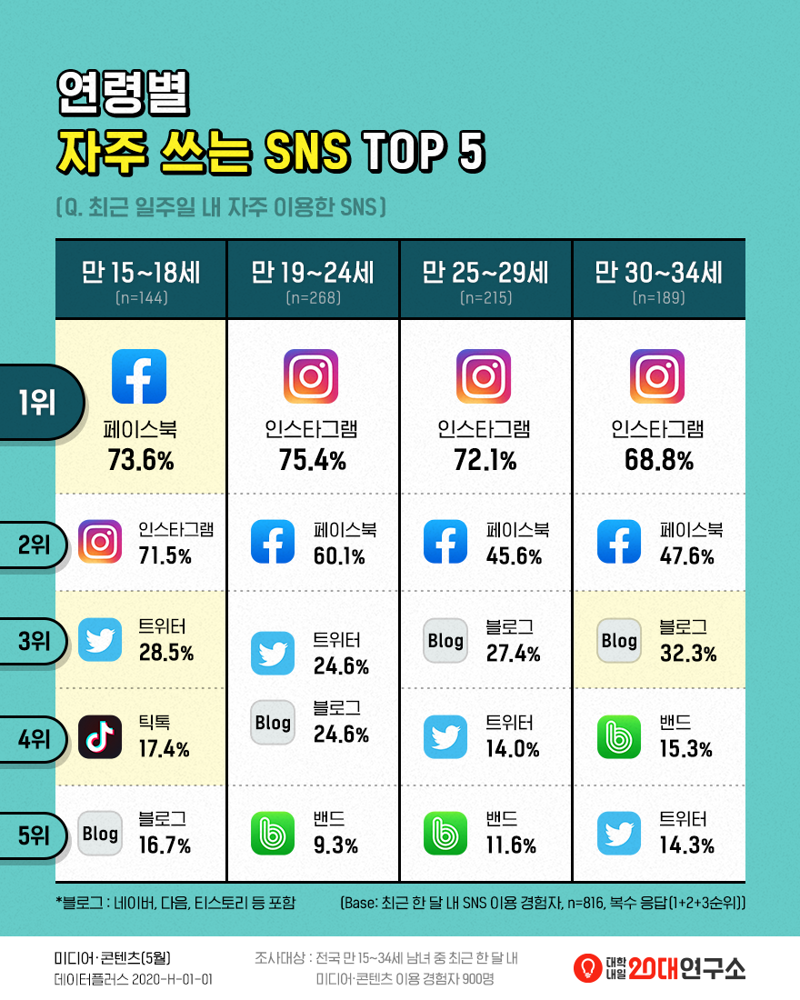 연령별
자주 쓰는 SNS TOP 5
(Q. 최근 일주일 내 자주 이용한 SNS)
만 15~18세 만 19~24세 만 25~29세 만 30~34세
(n=144) (n=268) (n=215) (n=189)
1위
페이스북 인스타그램 인스타그램 인스타그램
73.6% 75.4% 72.1% 68.8%
2위
인스타그램 페이스북 페이스북 페이스북
71.5% 60.1% 45.6% 47.6%
3위
트위터 트위터 Blog 블로그 Blog 블로그
28.5% 24.6% 27.4% 32.3%
4위
틱톡 Blog 블로그 트위터 밴드
17.4% 24.6% 14.0% 15.3%
5위
Blog 블로그 밴드 밴드 트위터
16.7% 9.3% 11.6% 14.3%
*블로그 : 네이버, 다음, 티스토리 등 포함 (Base: 최근 한 달 내 SNS 이용 경험자, n=816, 복수 응답(1+2+3순위))
미디어·콘텐츠(5월)
데이터플러스 2020-H-01-01
조사대상 : 전국 만 15~34세 남녀 중 최근 한 달 내
미디어·콘텐츠 이용 경험자 900명
대학
내일
20대연구소